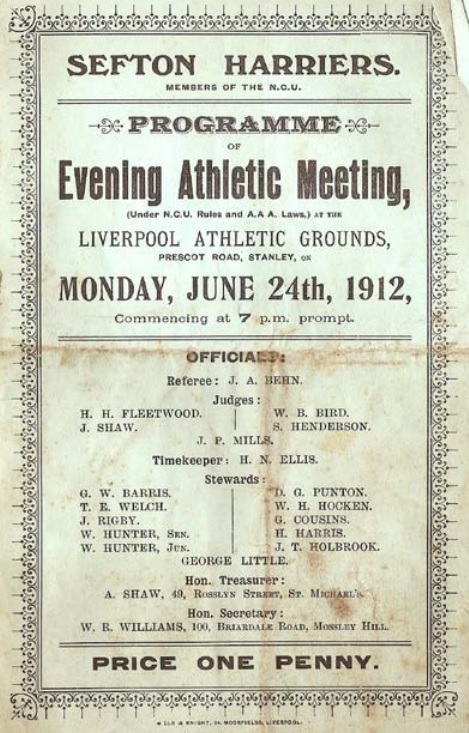 SEFTON HARRIERS.
MEMBERS OF THE N.C.U.
PROGRAMME
OF
Evening Athletic Meeting,
(Under N.C.U. Rules and A.A A. Laws,) AT THE
LIVERPOOL ATHLETIC GROUNDS,
PRESCOT ROAD, STANLEY, ON
MONDAY, JUNE 24th, 1912,
Commencing at 7 p.m. prompt.
OFFICIALS:
Referee: J. A. BEHN.
Judges:
H. H. FLEETWOOD. W. B. BIRD.
J. SHAW. S. HENDERSON.
J. P. MILLS.
Timekeeper: H. N. ELLIS.
Stewards:
G. W. BARRIS. D. G. PUNTON.
T. E. WELCH. W. H. HOCKEN.
J. RIGBY. G. COUSINS.
W. HUNTER, SEN. H. HARRIS.
W. HUNTER, JUN. J. T. HOLBROOK.
GEORGE LITTLE.
Hon. Treasurer:
A. SHAW, 49, ROSSLYN STREET, ST. MICHAEL'S.
Hon. Secretary:
W. R. WILLIAMS, 100, BRIARDALE ROAD, MOSSLEY HILL.
PRICE ONE PENNY.
& KNIGHT, MOORFIELDS, LIVERPOOL.